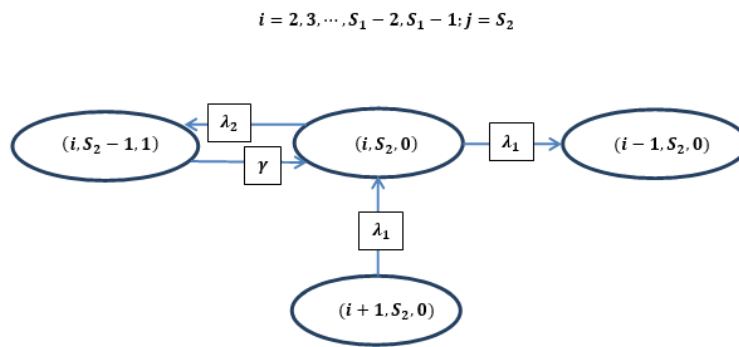 i = 2, 3, ⋯, S₁ − 2, S₁ − 1; j = S₂
λ₂
(i, S₂ − 1, 1)
(i, S₂, 0)
λ₁
(i − 1, S₂, 0)
γ
λ₁
(i + 1, S₂, 0)